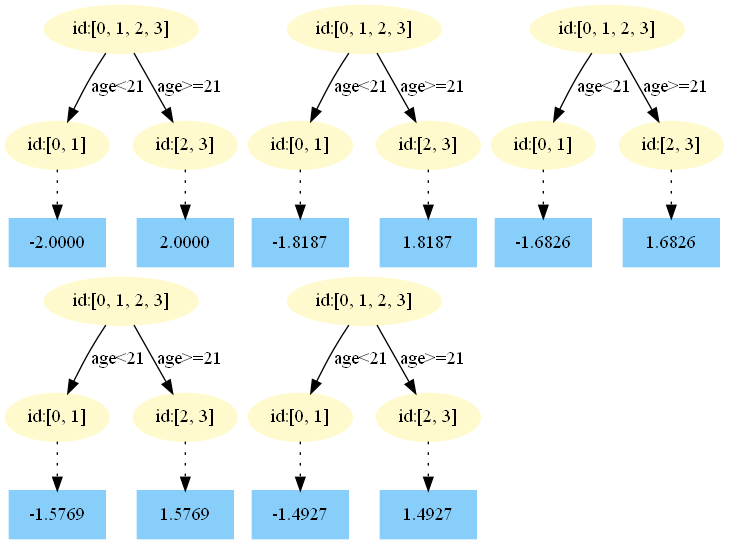 id:[0, 1, 2, 3]
id:[0, 1, 2, 3]
id:[0, 1, 2, 3]
age<21
age>=21
age<21
age>=21
age<21
age>=21
id:[0, 1]
id:[2, 3]
id:[0, 1]
id:[2, 3]
id:[0, 1]
id:[2, 3]
-2.0000
2.0000
-1.8187
1.8187
-1.6826
1.6826
id:[0, 1, 2, 3]
id:[0, 1, 2, 3]
age<21
age>=21
age<21
age>=21
id:[0, 1]
id:[2, 3]
id:[0, 1]
id:[2, 3]
-1.5769
1.5769
-1.4927
1.4927